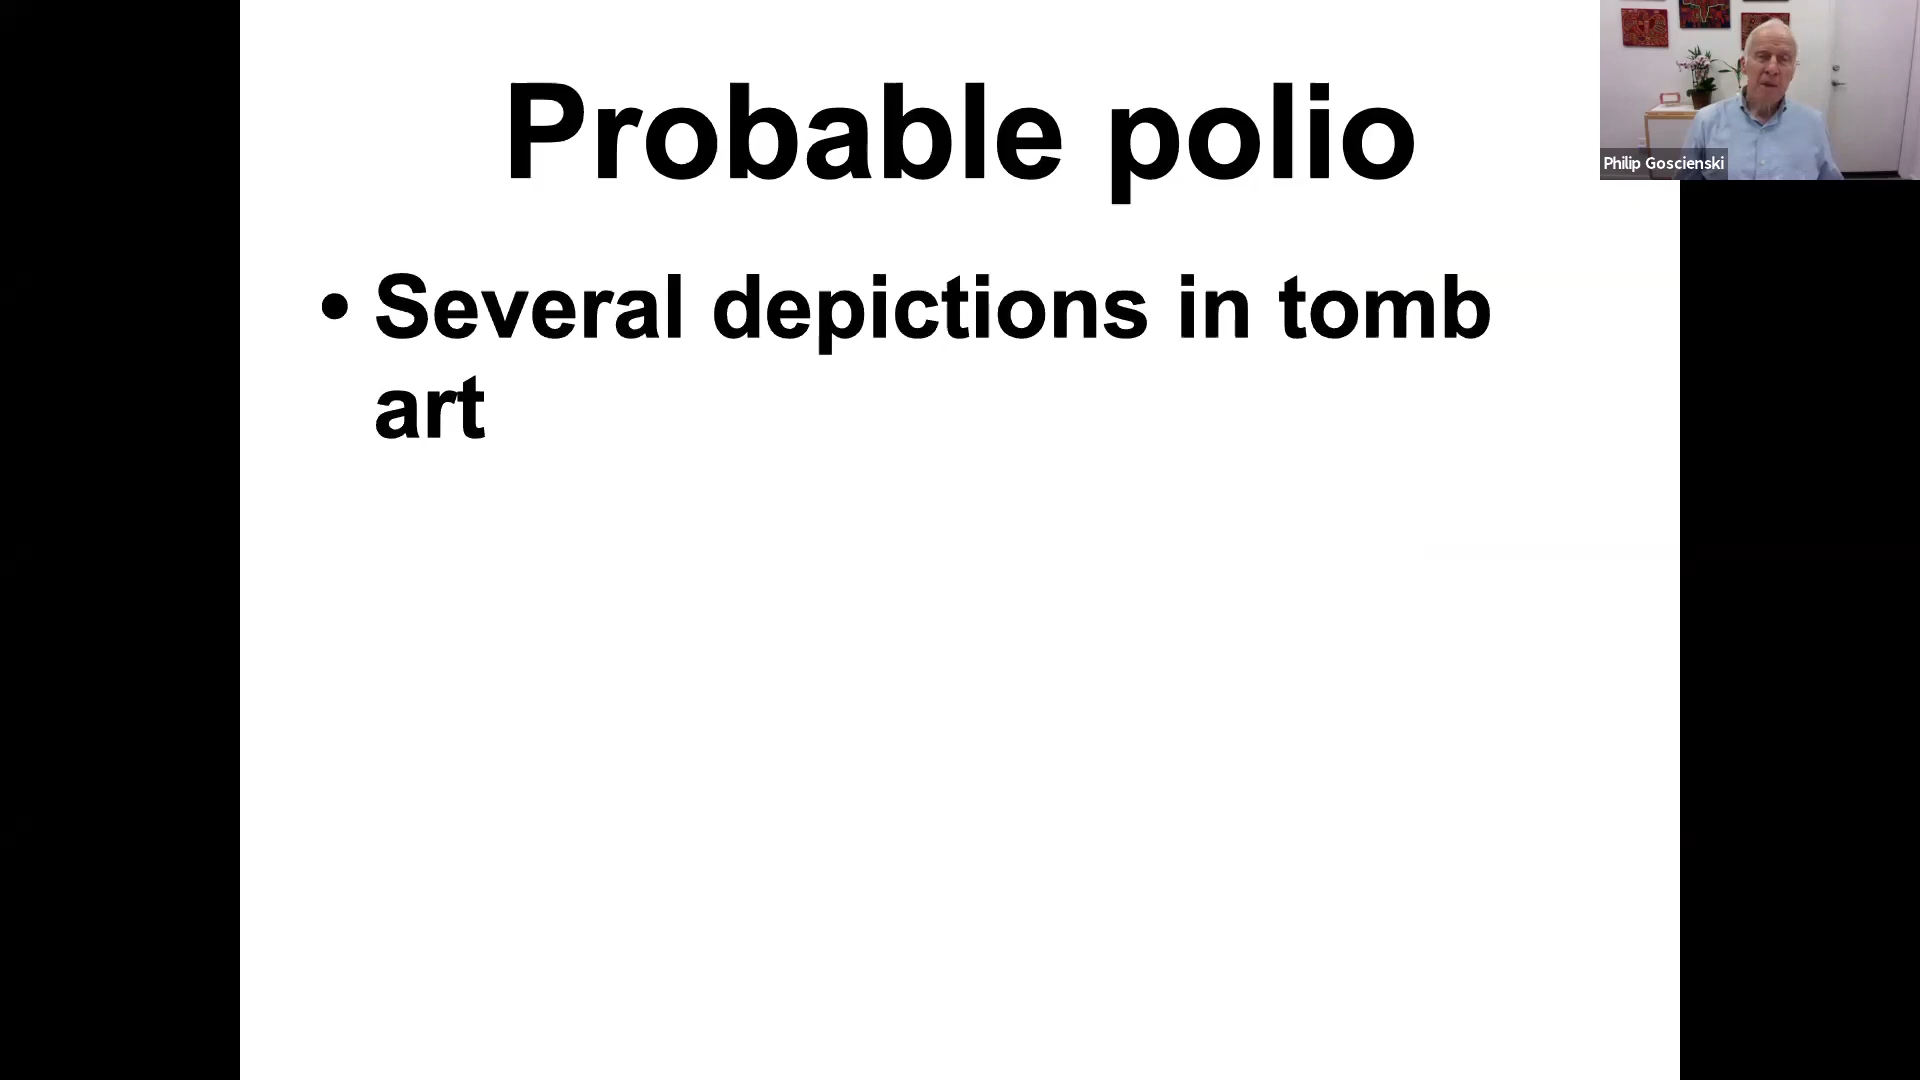 Probable polio
• Several depictions in tomb
art
Philip Goscienski